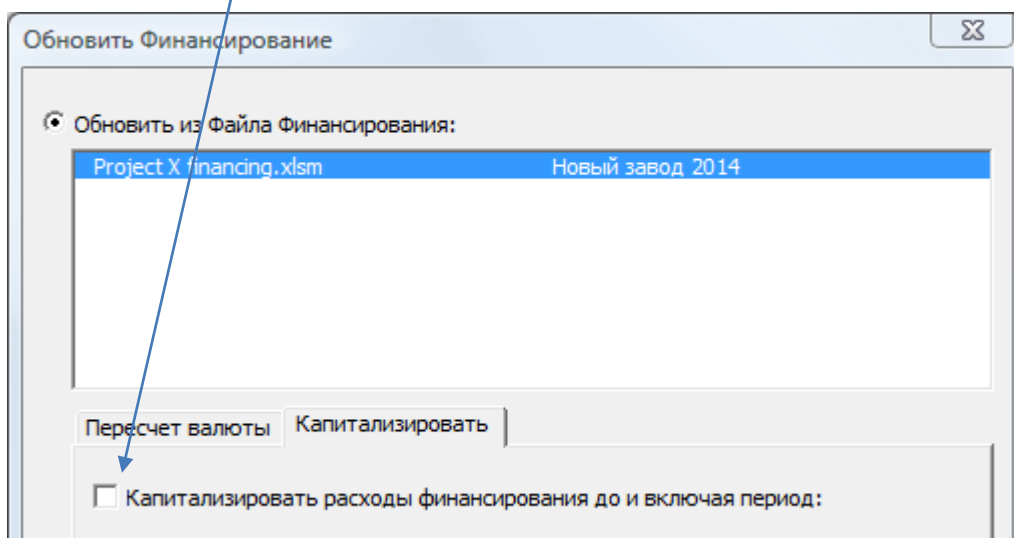 Обновить Финансирование
Обновить из Файла Финансирования:
Project X financing.xlsm Новый завод 2014
Пересчет валюты Капитализировать
Капитализировать расходы финансирования до и включая период: